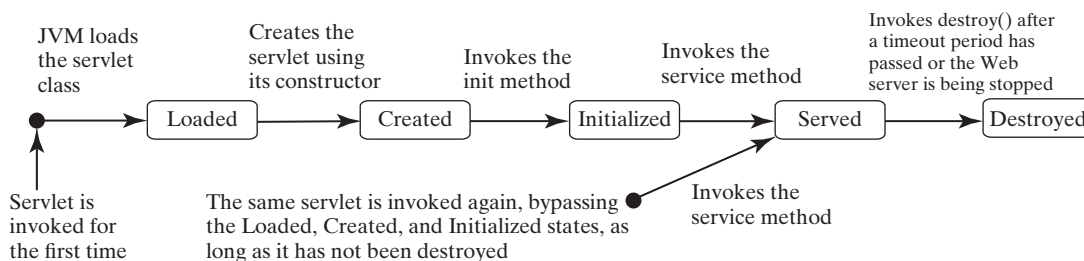 JVM loads
the servlet
class
Creates the
servlet using
its constructor
Invokes the
init method
Invokes the
service method
Invokes destroy() after
a timeout period has
passed or the Web
server is being stopped
Loaded
Created
Initialized
Served
Destroyed
Servlet is
invoked for
the first time
The same servlet is invoked again, bypassing
the Loaded, Created, and Initialized states, as
long as it has not been destroyed
Invokes the
service method